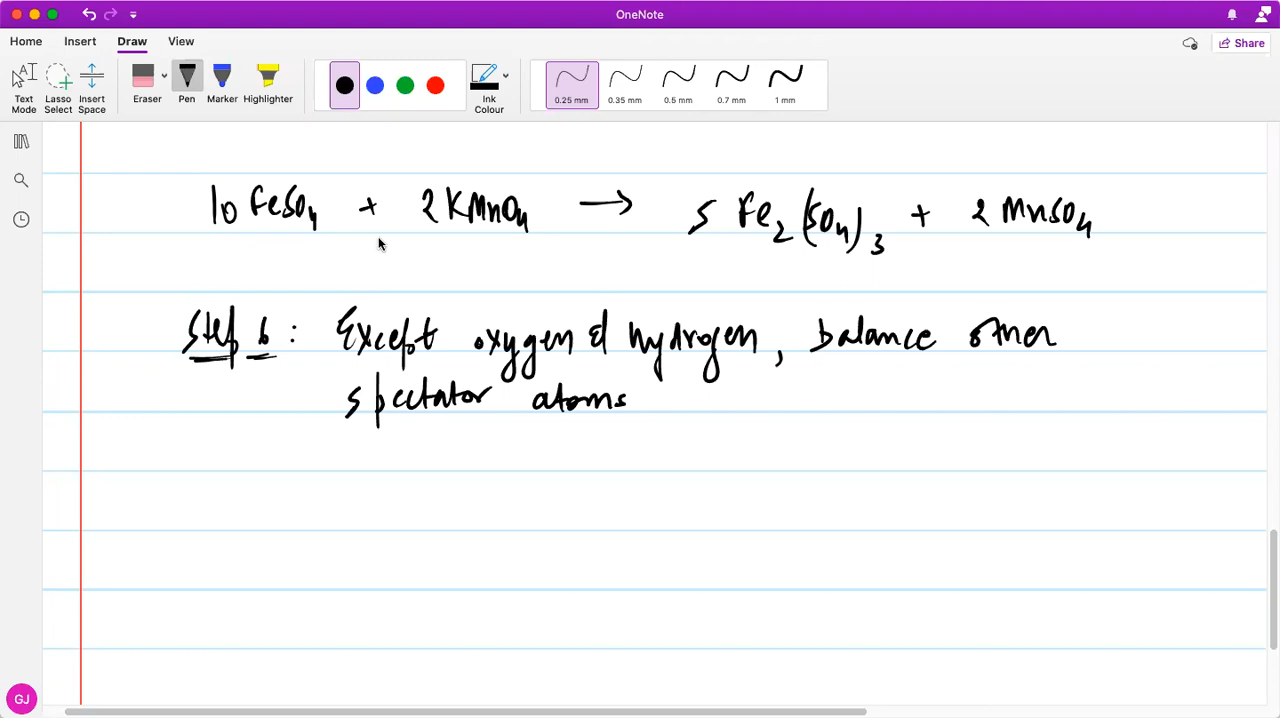 OneNote
Home Insert Draw View
Share
Text Mode
Lasso Select
Insert Space
Eraser
Pen
Marker
Highlighter
Ink Colour
0.25 mm
0.35 mm
0.5 mm
0.7 mm
1 mm
10 FeSO4 + 2 KMnO4 → 5 Fe2(SO4)3 + 2 MnSO4
Step 6 : Except oxygen & hydrogen, balance other
spectator atoms
GJ